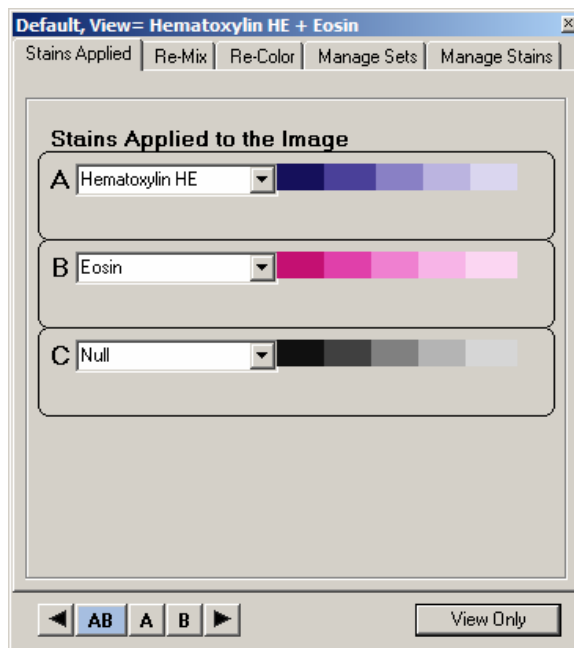 Default, View= Hematoxylin HE + Eosin
Stains Applied Re-Mix Re-Color Manage Sets Manage Stains
Stains Applied to the Image
A Hematoxylin HE
B Eosin
C Null
AB A B View Only